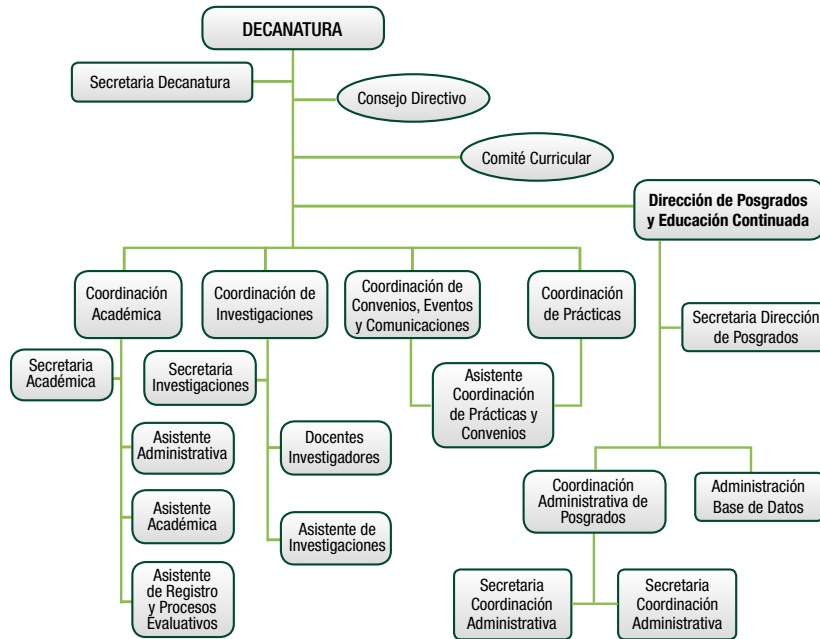 DECANATURA
Secretaria Decanatura
Consejo Directivo
Comité Curricular
Dirección de Posgrados
y Educación Continuada
Coordinación
Académica
Coordinación de
Investigaciones
Coordinación de
Convenios, Eventos
y Comunicaciones
Coordinación
de Prácticas
Secretaria Dirección
de Posgrados
Secretaria
Académica
Secretaria
Investigaciones
Asistente
Coordinación
de Prácticas y
Convenios
Asistente
Administrativa
Docentes
Investigadores
Asistente
Académica
Asistente de
Investigaciones
Asistente
de Registro
y Procesos
Evaluativos
Coordinación
Administrativa de
Posgrados
Administración
Base de Datos
Secretaria
Coordinación
Administrativa
Secretaria
Coordinación
Administrativa